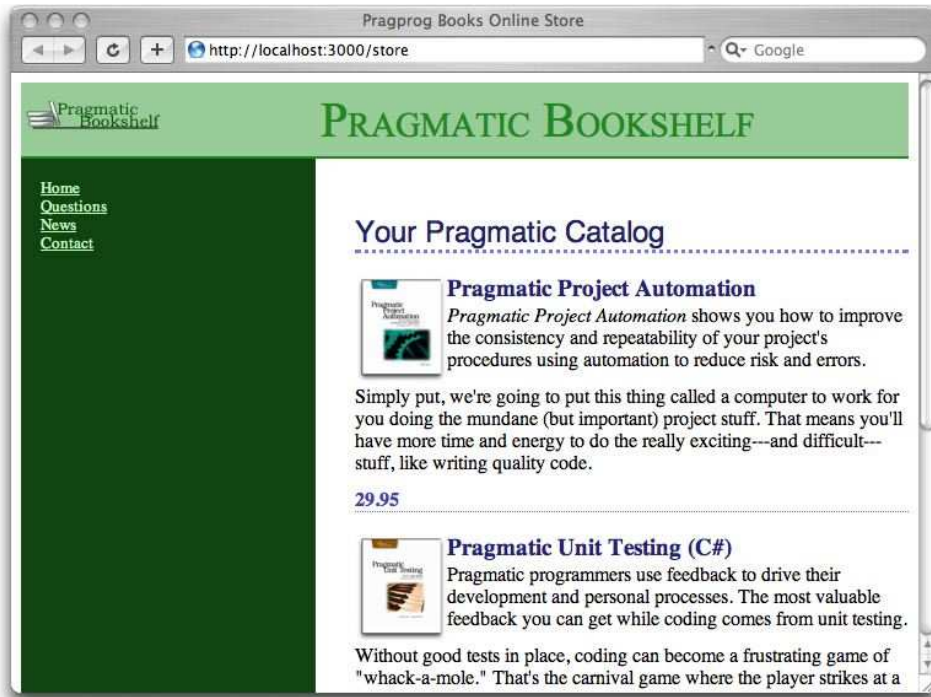 Pragprog Books Online Store
http://localhost:3000/store
Google
Pragmatic
Bookshelf
PRAGMATIC BOOKSHELF
Home
Questions
News
Contact
Your Pragmatic Catalog
Pragmatic
Project
Automation
Pragmatic Project Automation
Pragmatic Project Automation shows you how to improve
the consistency and repeatability of your project's
procedures using automation to reduce risk and errors.
Simply put, we're going to put this thing called a computer to work for
you doing the mundane (but important) project stuff. That means you'll
have more time and energy to do the really exciting---and difficult---
stuff, like writing quality code.
29.95
Pragmatic
Unit Testing
Pragmatic Unit Testing (C#)
Pragmatic programmers use feedback to drive their
development and personal processes. The most valuable
feedback you can get while coding comes from unit testing.
Without good tests in place, coding can become a frustrating game of
"whack-a-mole." That's the carnival game where the player strikes at a